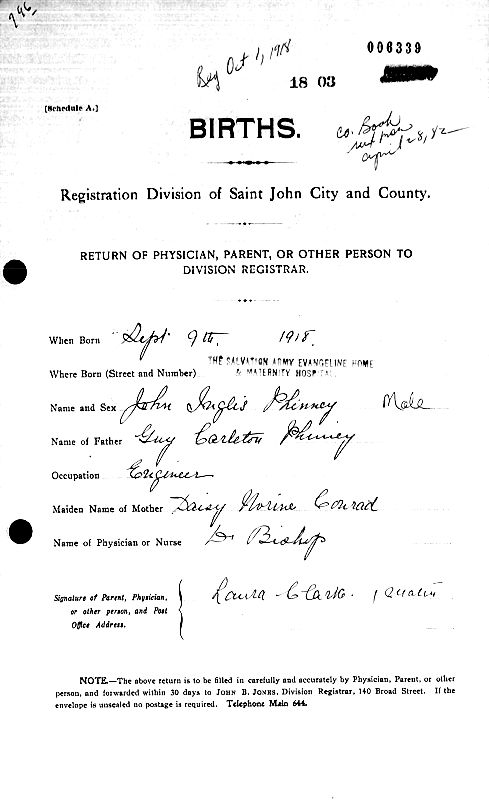 796
Reg Oct 1, 1918
006339
18 03
[Schedule A.]
BIRTHS.
Co. Book
april 28, 82
Registration Division of Saint John City and County.
RETURN OF PHYSICIAN, PARENT, OR OTHER PERSON TO
DIVISION REGISTRAR.
When Born Sept 9th, 1918.
THE SALVATION ARMY EVANGELINE HOME
Where Born (Street and Number) & MATERNITY HOSPITAL
Name and Sex John Inglis Phinney Male
Name of Father Guy Carleton Phinney
Occupation Engineer
Maiden Name of Mother Daisy Norine Conrad
Name of Physician or Nurse Dr Bishop
Signature of Parent, Physician,
or other person, and Post
Office Address.
Laura Clark.
NOTE.—The above return is to be filled in carefully and accurately by Physician, Parent, or other
person, and forwarded within 30 days to JOHN B. JONES, Division Registrar, 140 Broad Street. If the
envelope is unsealed no postage is required. Telephone Main 644.